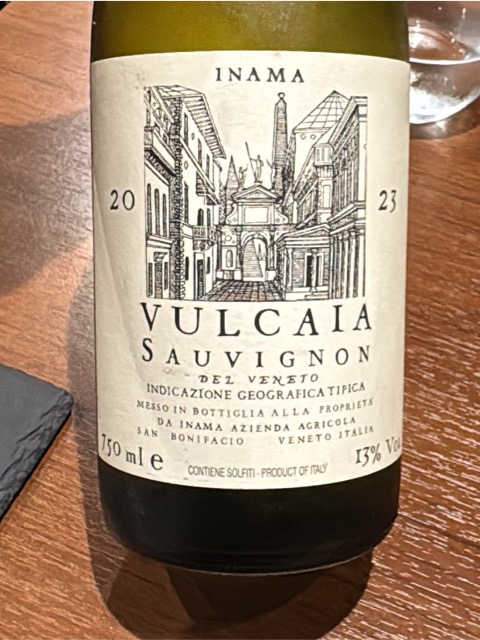 INAMA
20 23
VULCAIA
SAUVIGNON
DEL VENETO
INDICAZIONE GEOGRAFICA TIPICA
MESSO IN BOTTIGLIA ALLA PROPRIETA'
DA INAMA AZIENDA AGRICOLA
SAN BONIFACIO VENETO ITALIA
750 ml e 13% Vol
CONTIENE SOLFITI - PRODUCT OF ITALY